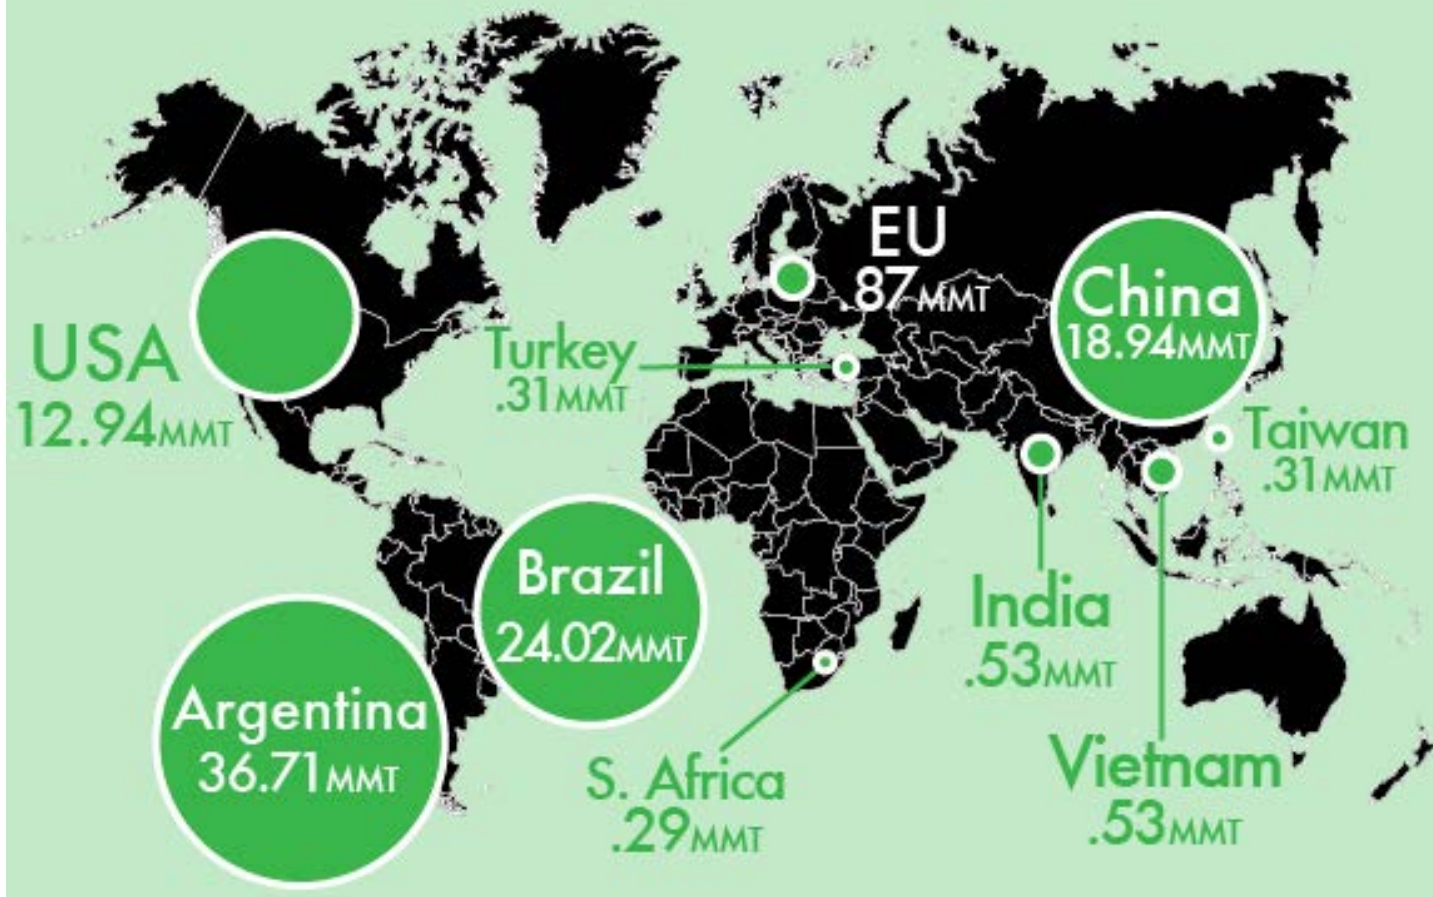 EU
.87MMT
China
18.94MMT
USA
12.94MMT
Turkey
.31MMT
Taiwan
.31MMT
Brazil
24.02MMT
India
.53MMT
Argentina
36.71MMT
S. Africa
.29MMT
Vietnam
.53MMT